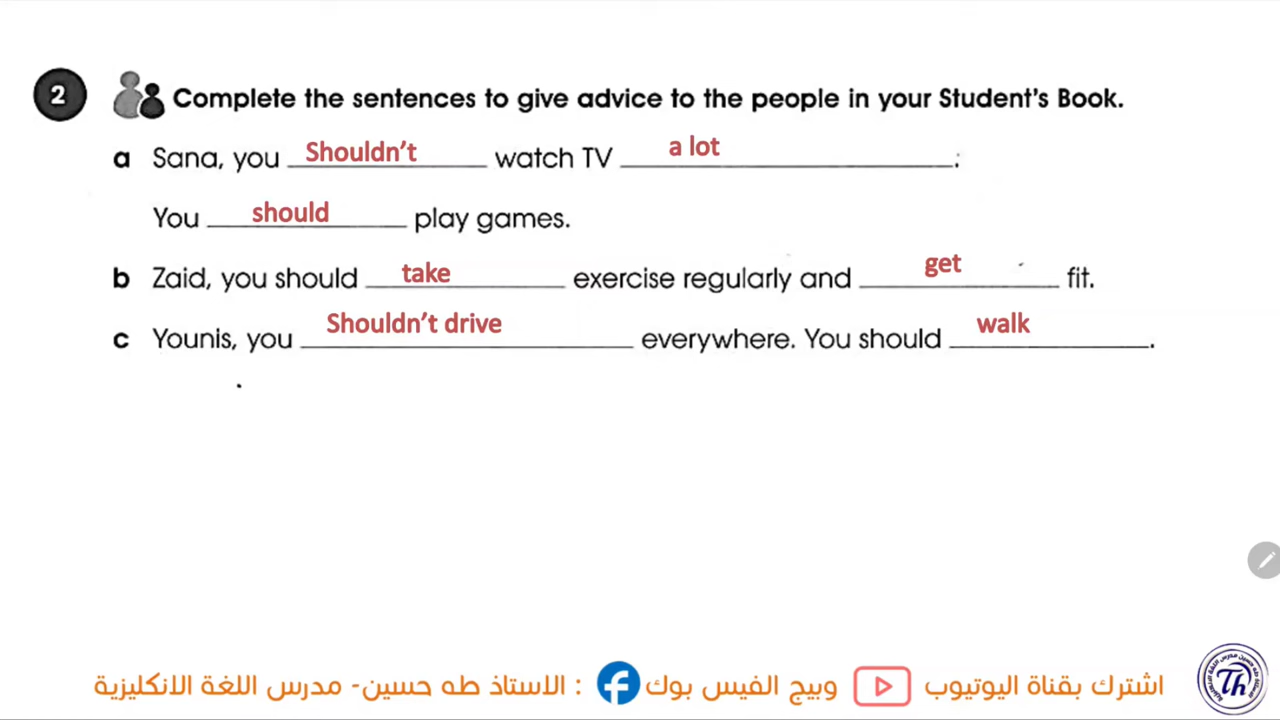 2 Complete the sentences to give advice to the people in your Student's Book.
a Sana, you Shouldn't watch TV a lot.
You should play games.
b Zaid, you should take exercise regularly and get fit.
c Younis, you Shouldn't drive everywhere. You should walk.
اشترك بقناة اليوتيوب وبيج الفيس بوك : الاستاذ طه حسين- مدرس اللغة الانكليزية
Th